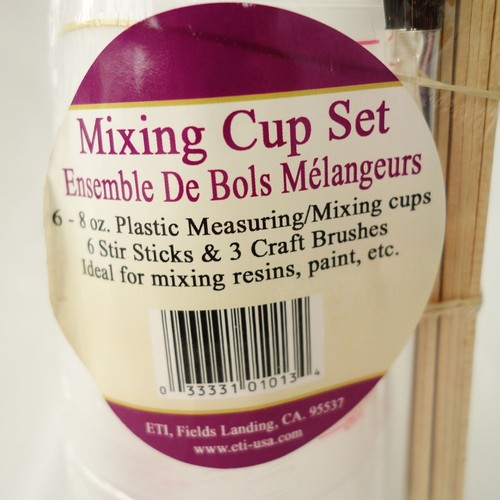 Mixing Cup Set
Ensemble De Bols Mélangeurs
6 - 8 oz. Plastic Measuring/Mixing cups
6 Stir Sticks & 3 Craft Brushes
Ideal for mixing resins, paint, etc.
0 33331 01013 4
ETI, Fields Landing, CA. 95537
www.eti-usa.com